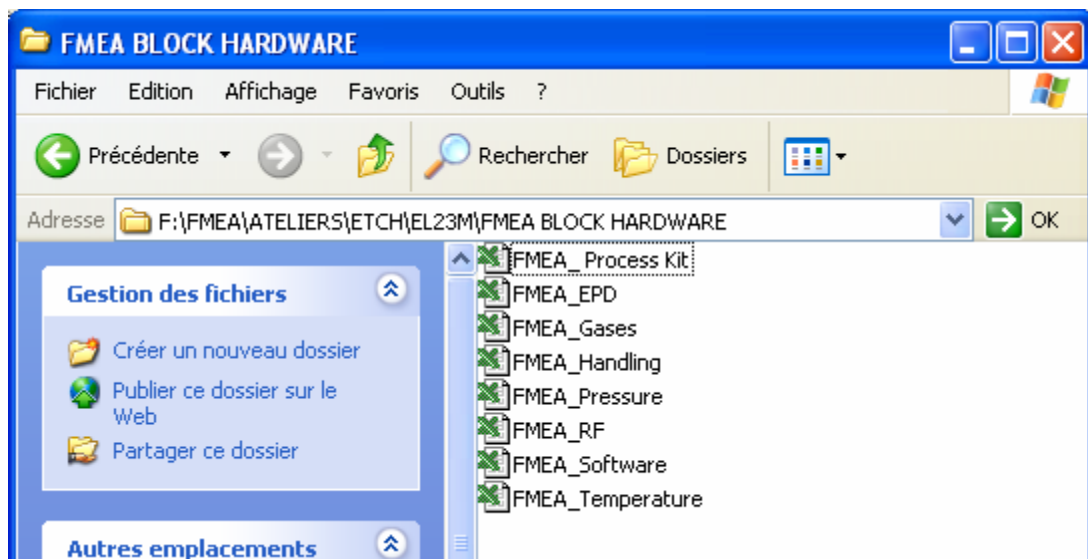 FMEA BLOCK HARDWARE
Fichier Edition Affichage Favoris Outils ?
Précédente Rechercher Dossiers
Adresse F:\FMEA\ATELIERS\ETCH\EL23M\FMEA BLOCK HARDWARE OK
Gestion des fichiers
Créer un nouveau dossier
Publier ce dossier sur le
Web
Partager ce dossier
Autres emplacements
FMEA_ Process Kit
FMEA_EPD
FMEA_Gases
FMEA_Handling
FMEA_Pressure
FMEA_RF
FMEA_Software
FMEA_Temperature